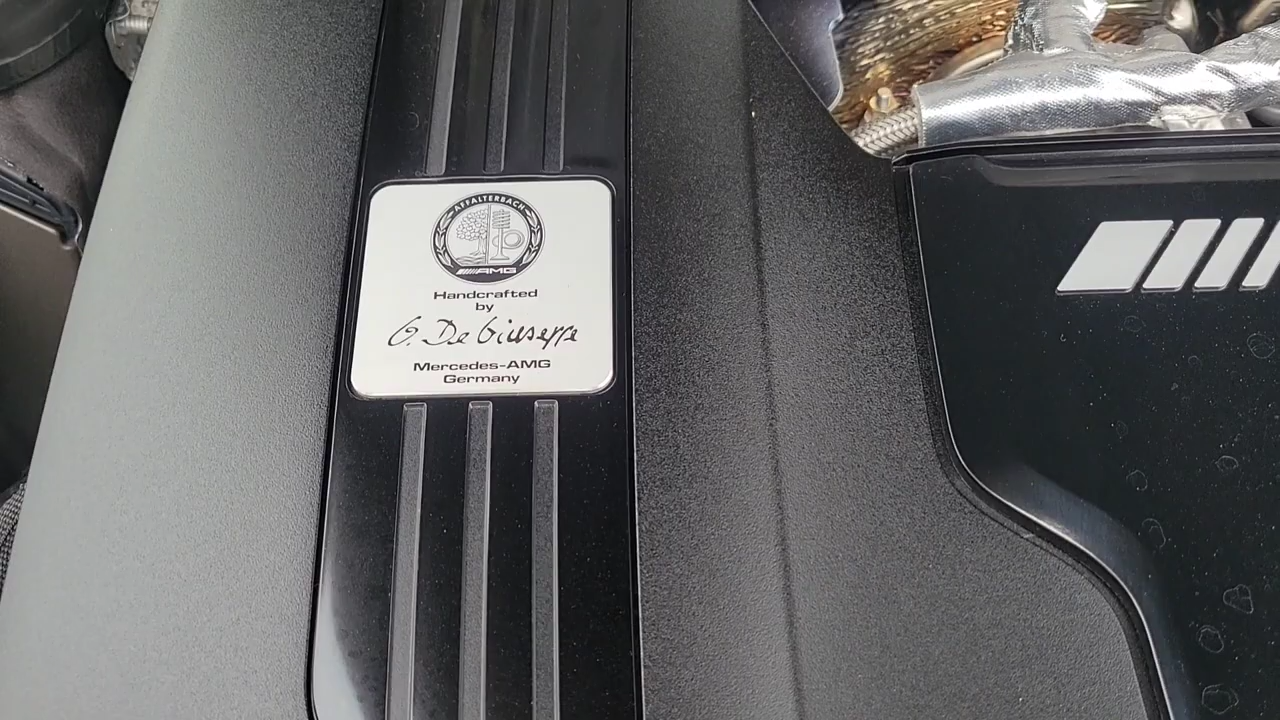 AFFALTERBACH
AMG
Handcrafted
by
G. De Giuseppe
Mercedes-AMG
Germany